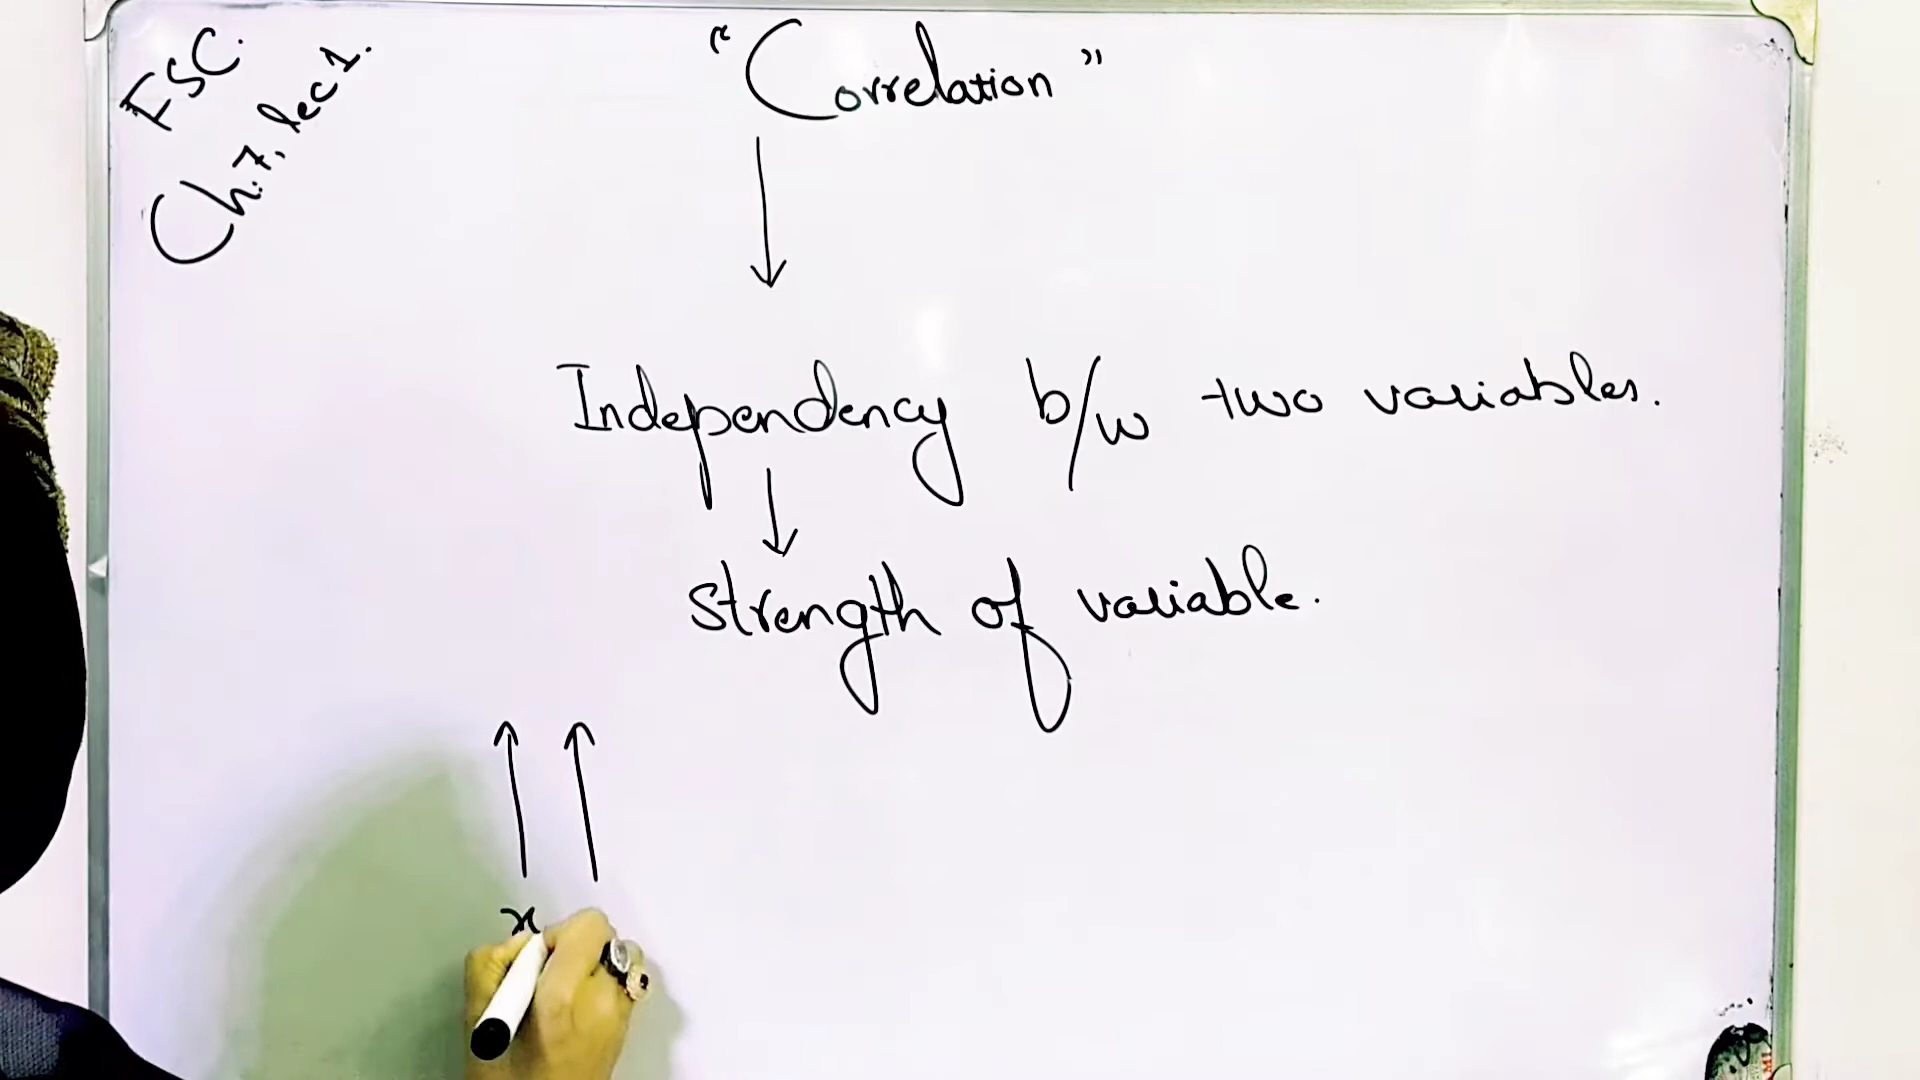 FSC.
Ch.7, lec 1.
"Correlation"
Independency b/w two variables.
strength of variable.
x